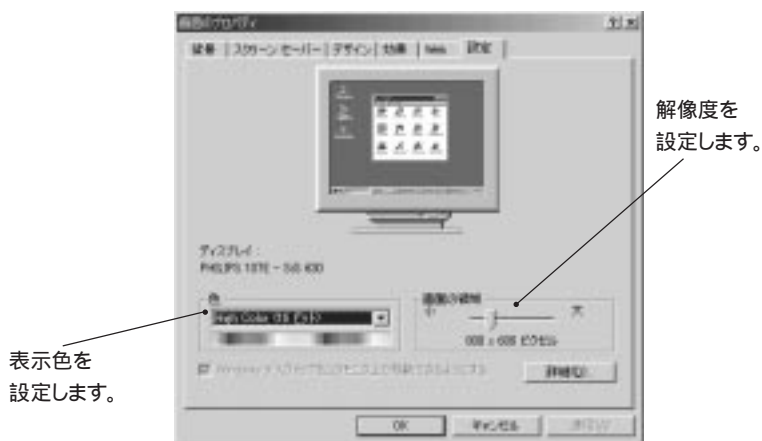 画面のプロパティ
背景 スクリーン セーバー デザイン 効果 Web 設定
解像度を
設定します。
ディスプレイ :
PHILIPS 107E - SiS 630
色
画面の領域
High Color (16 ビット)
小 大
800 x 600 ピクセル
表示色を
設定します。
詳細(D)...
OK キャンセル